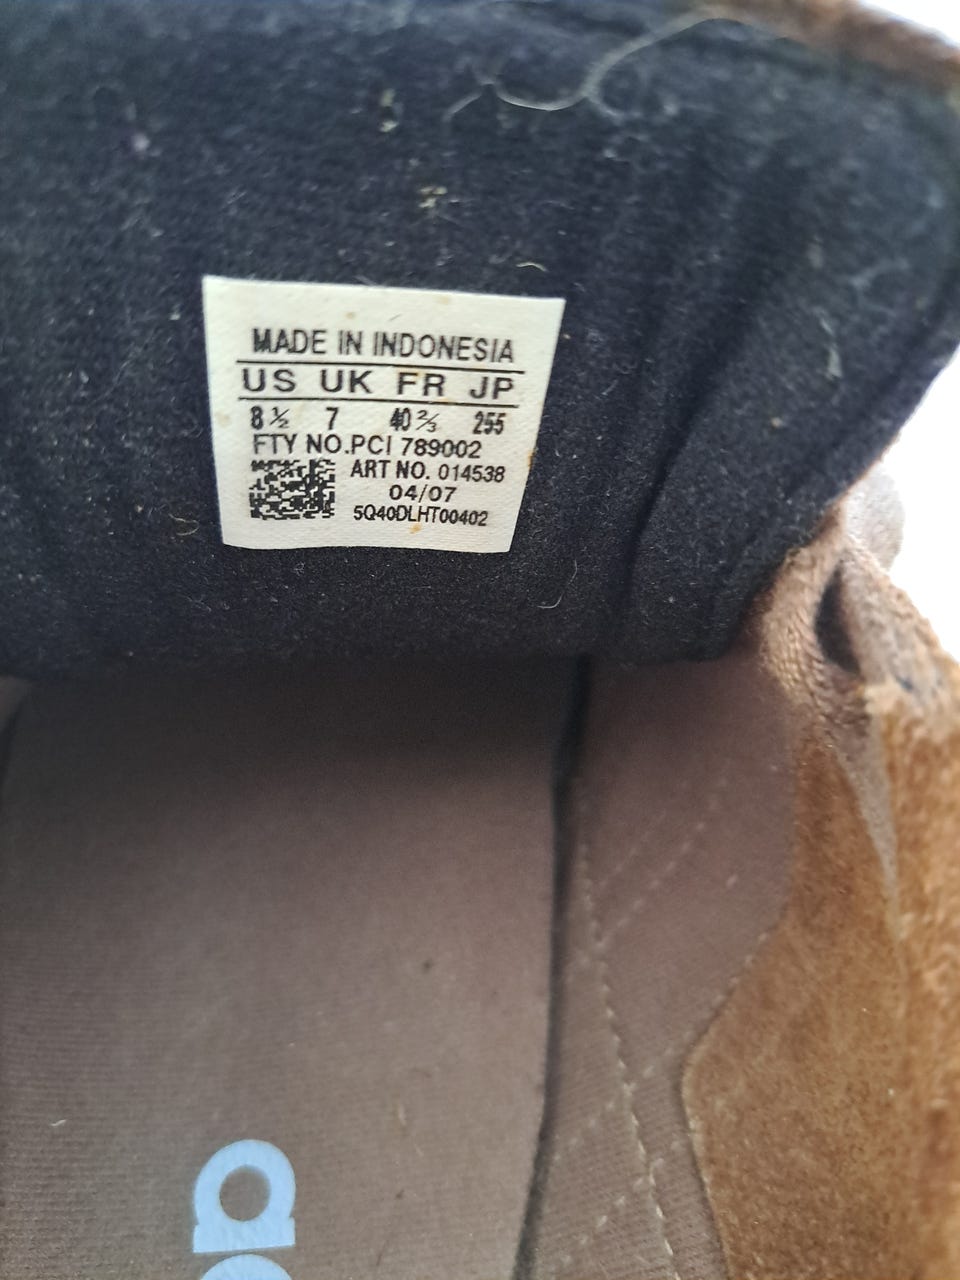 MADE IN INDONESIA
US UK FR JP
8½ 7 40⅔ 255
FTY NO.PCI 789002
ART NO. 014538
04/07
5Q40DLHT00402
a